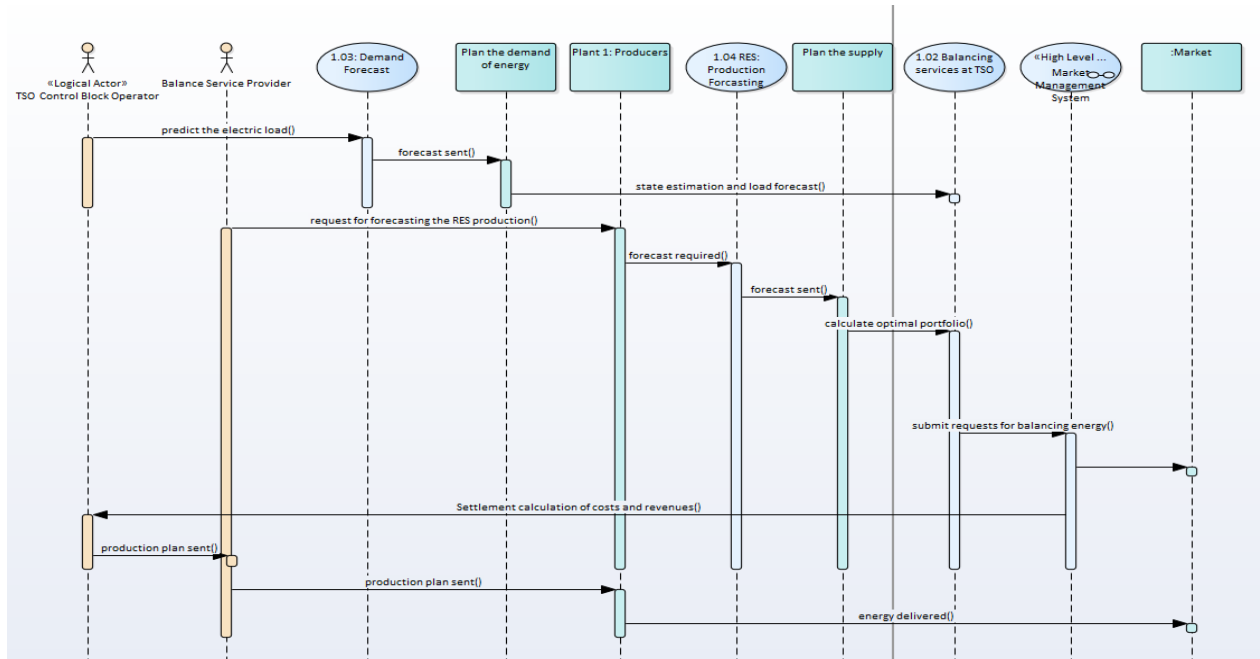 «Logical Actor»
TSO Control Block Operator
Balance Service Provider
1.03: Demand
Forecast
Plan the demand
of energy
Plant 1: Producers
1.04 RES:
Production
Forcasting
Plan the supply
1.02 Balancing
services at TSO
«High Level ...
Market
Management
System
:Market
predict the electric load()
forecast sent()
state estimation and load forecast()
request for forecasting the RES production()
forecast required()
forecast sent()
calculate optimal portfolio()
submit requests for balancing energy()
Settlement calculation of costs and revenues()
production plan sent()
production plan sent()
energy delivered()